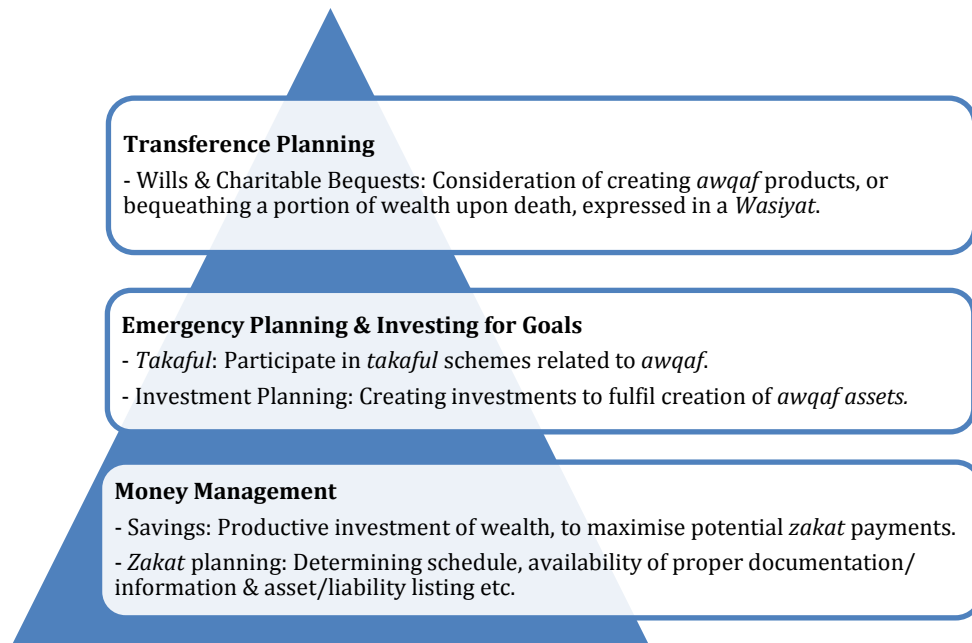 Transference Planning
- Wills & Charitable Bequests: Consideration of creating awqaf products, or
bequeathing a portion of wealth upon death, expressed in a Wasiyat.
Emergency Planning & Investing for Goals
- Takaful: Participate in takaful schemes related to awqaf.
- Investment Planning: Creating investments to fulfil creation of awqaf assets.
Money Management
- Savings: Productive investment of wealth, to maximise potential zakat payments.
- Zakat planning: Determining schedule, availability of proper documentation/
information & asset/liability listing etc.